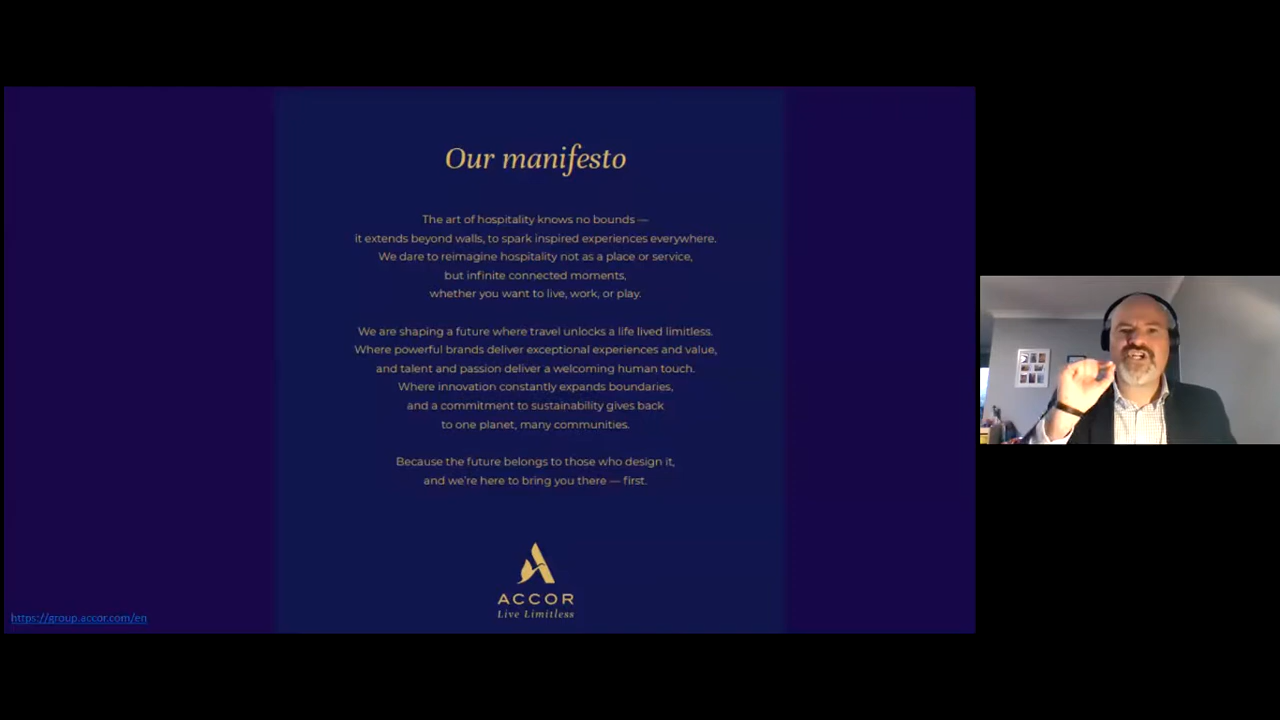 Our manifesto
The art of hospitality knows no bounds —
it extends beyond walls, to spark inspired experiences everywhere.
We dare to reimagine hospitality not as a place or service,
but infinite connected moments,
whether you want to live, work, or play.
We are shaping a future where travel unlocks a life lived limitless.
Where powerful brands deliver exceptional experiences and value,
and talent and passion deliver a welcoming human touch.
Where innovation constantly expands boundaries,
and a commitment to sustainability gives back
to one planet, many communities.
Because the future belongs to those who design it,
and we're here to bring you there — first.
ACCOR
Live Limitless
https://group.accor.com/en